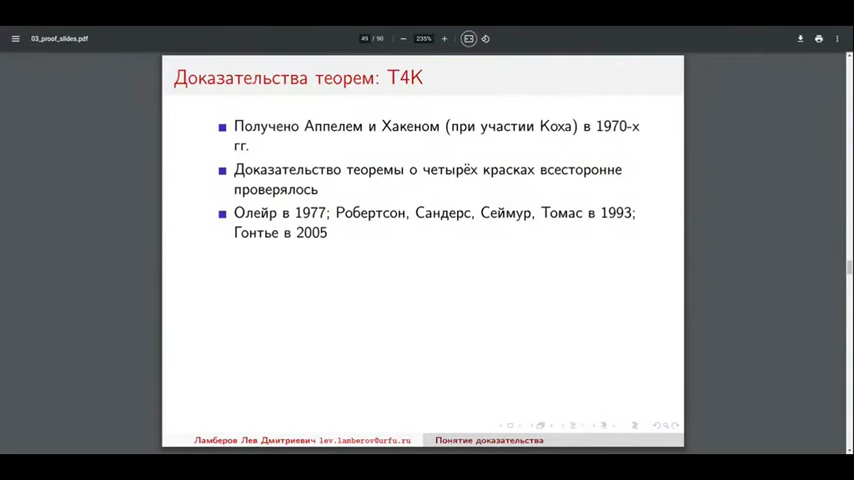 03_proof_slides.pdf
49 / 90
235%
Доказательства теорем: Т4К
Получено Аппелем и Хакеном (при участии Коха) в 1970-х
гг.
Доказательство теоремы о четырёх красках всесторонне
проверялось
Олейр в 1977; Робертсон, Сандерс, Сеймур, Томас в 1993;
Гонтье в 2005
Ламберов Лев Дмитриевич lev.lamberov@urfu.ru
Понятие доказательства